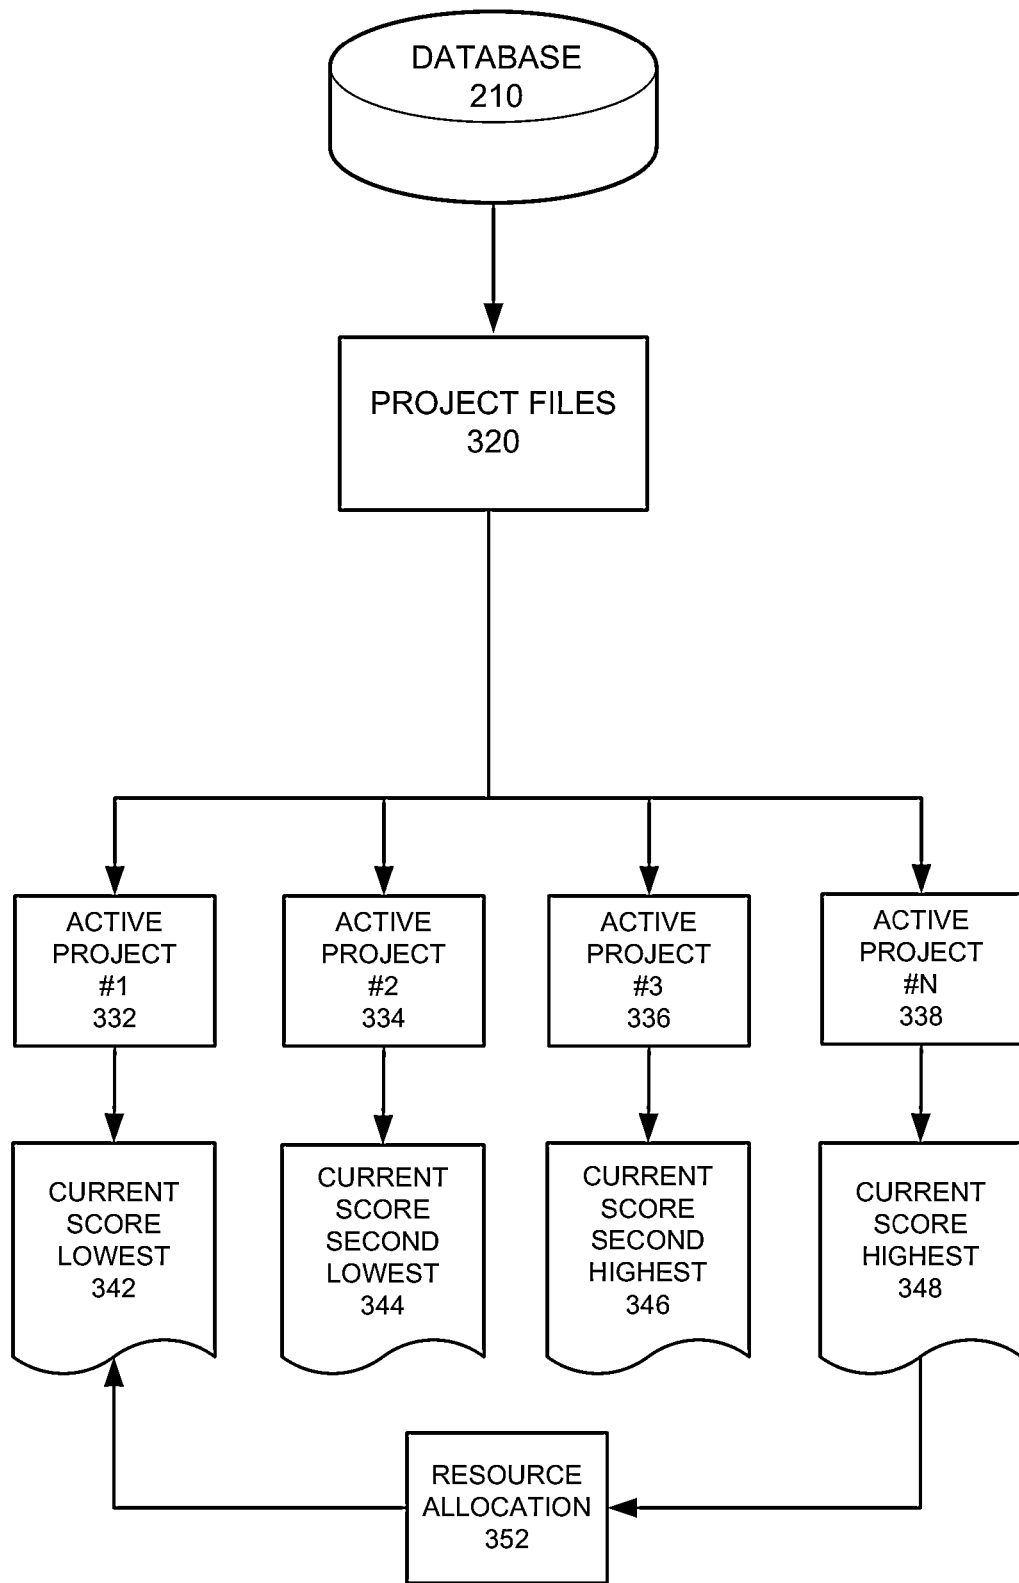 DATABASE
210
PROJECT FILES
320
ACTIVE
PROJECT
#1
332
ACTIVE
PROJECT
#2
334
ACTIVE
PROJECT
#3
336
ACTIVE
PROJECT
#N
338
CURRENT
SCORE
LOWEST
342
CURRENT
SCORE
SECOND
LOWEST
344
CURRENT
SCORE
SECOND
HIGHEST
346
CURRENT
SCORE
HIGHEST
348
RESOURCE
ALLOCATION
352